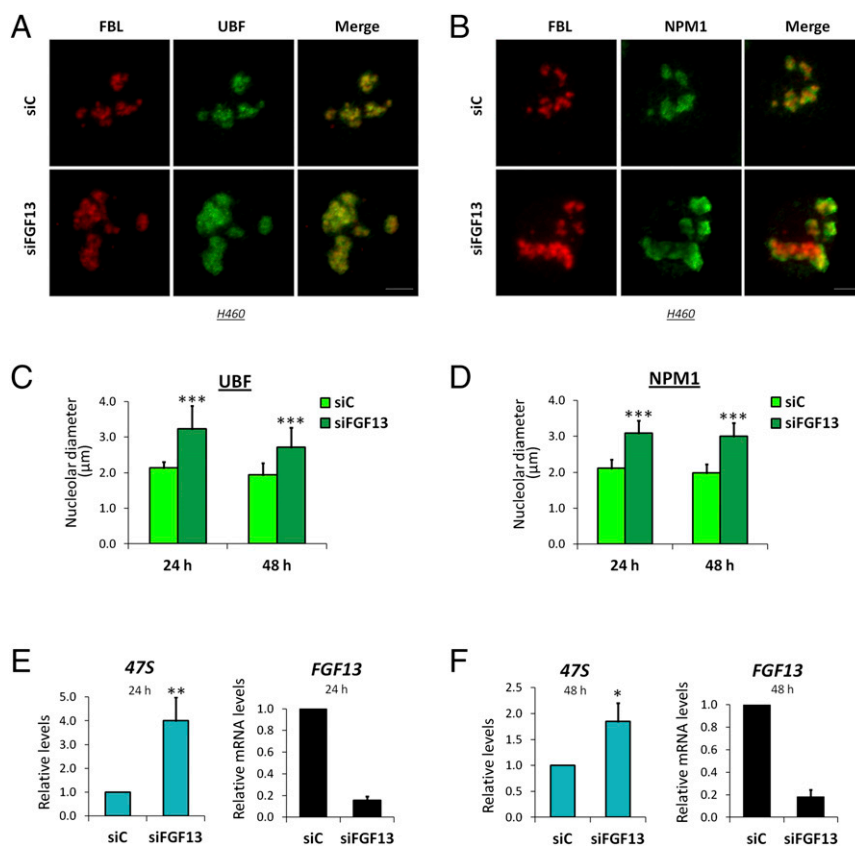 A
FBL UBF Merge
siC
siFGF13
H460
B
FBL NPM1 Merge
siC
siFGF13
H460
C
UBF
Nucleolar diameter
(µm)
4.0
3.0
2.0
1.0
0.0
*** ***
siC
siFGF13
24 h 48 h
D
NPM1
Nucleolar diameter
(µm)
4.0
3.0
2.0
1.0
0.0
*** ***
siC
siFGF13
24 h 48 h
E
47S
24 h
**
Relative levels
5.0
4.0
3.0
2.0
1.0
0.0
siC siFGF13
FGF13
24 h
Relative mRNA levels
1.0
0.8
0.6
0.4
0.2
0
siC siFGF13
F
47S
48 h
*
Relative levels
2.5
2.0
1.5
1.0
0.5
0.0
siC siFGF13
FGF13
48 h
Relative mRNA levels
1.0
0.8
0.6
0.4
0.2
0
siC siFGF13